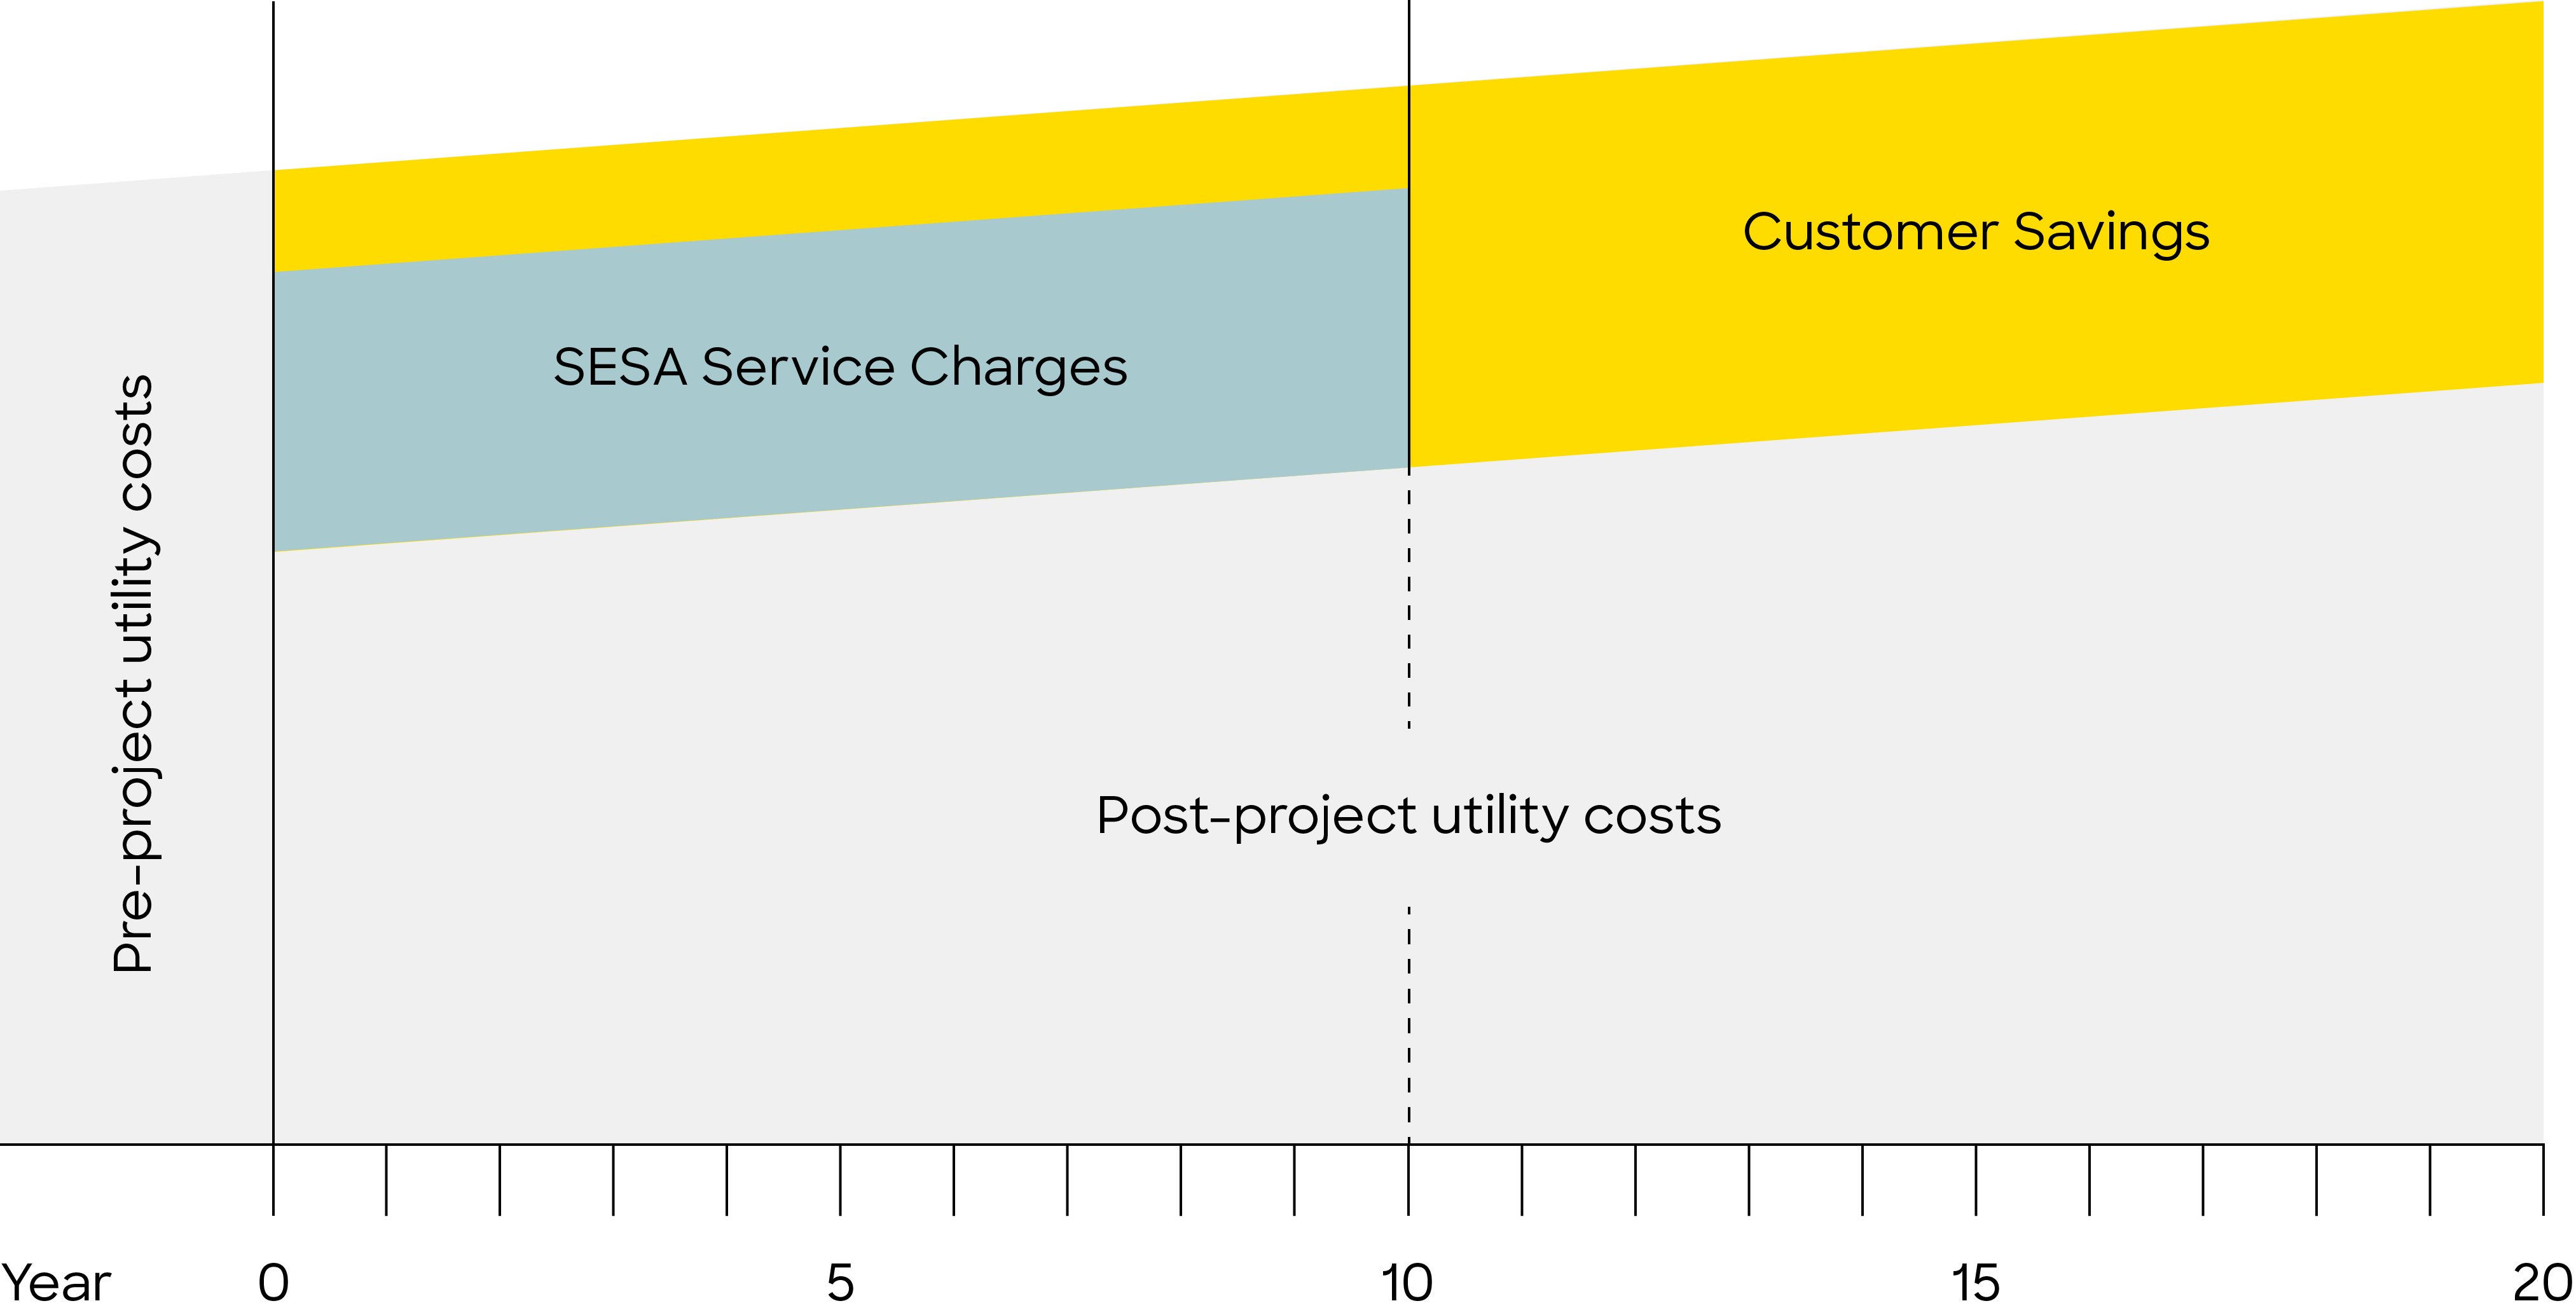 Pre-project utility costs
SESA Service Charges
Customer Savings
Post-project utility costs
Year 0 5 10 15 20